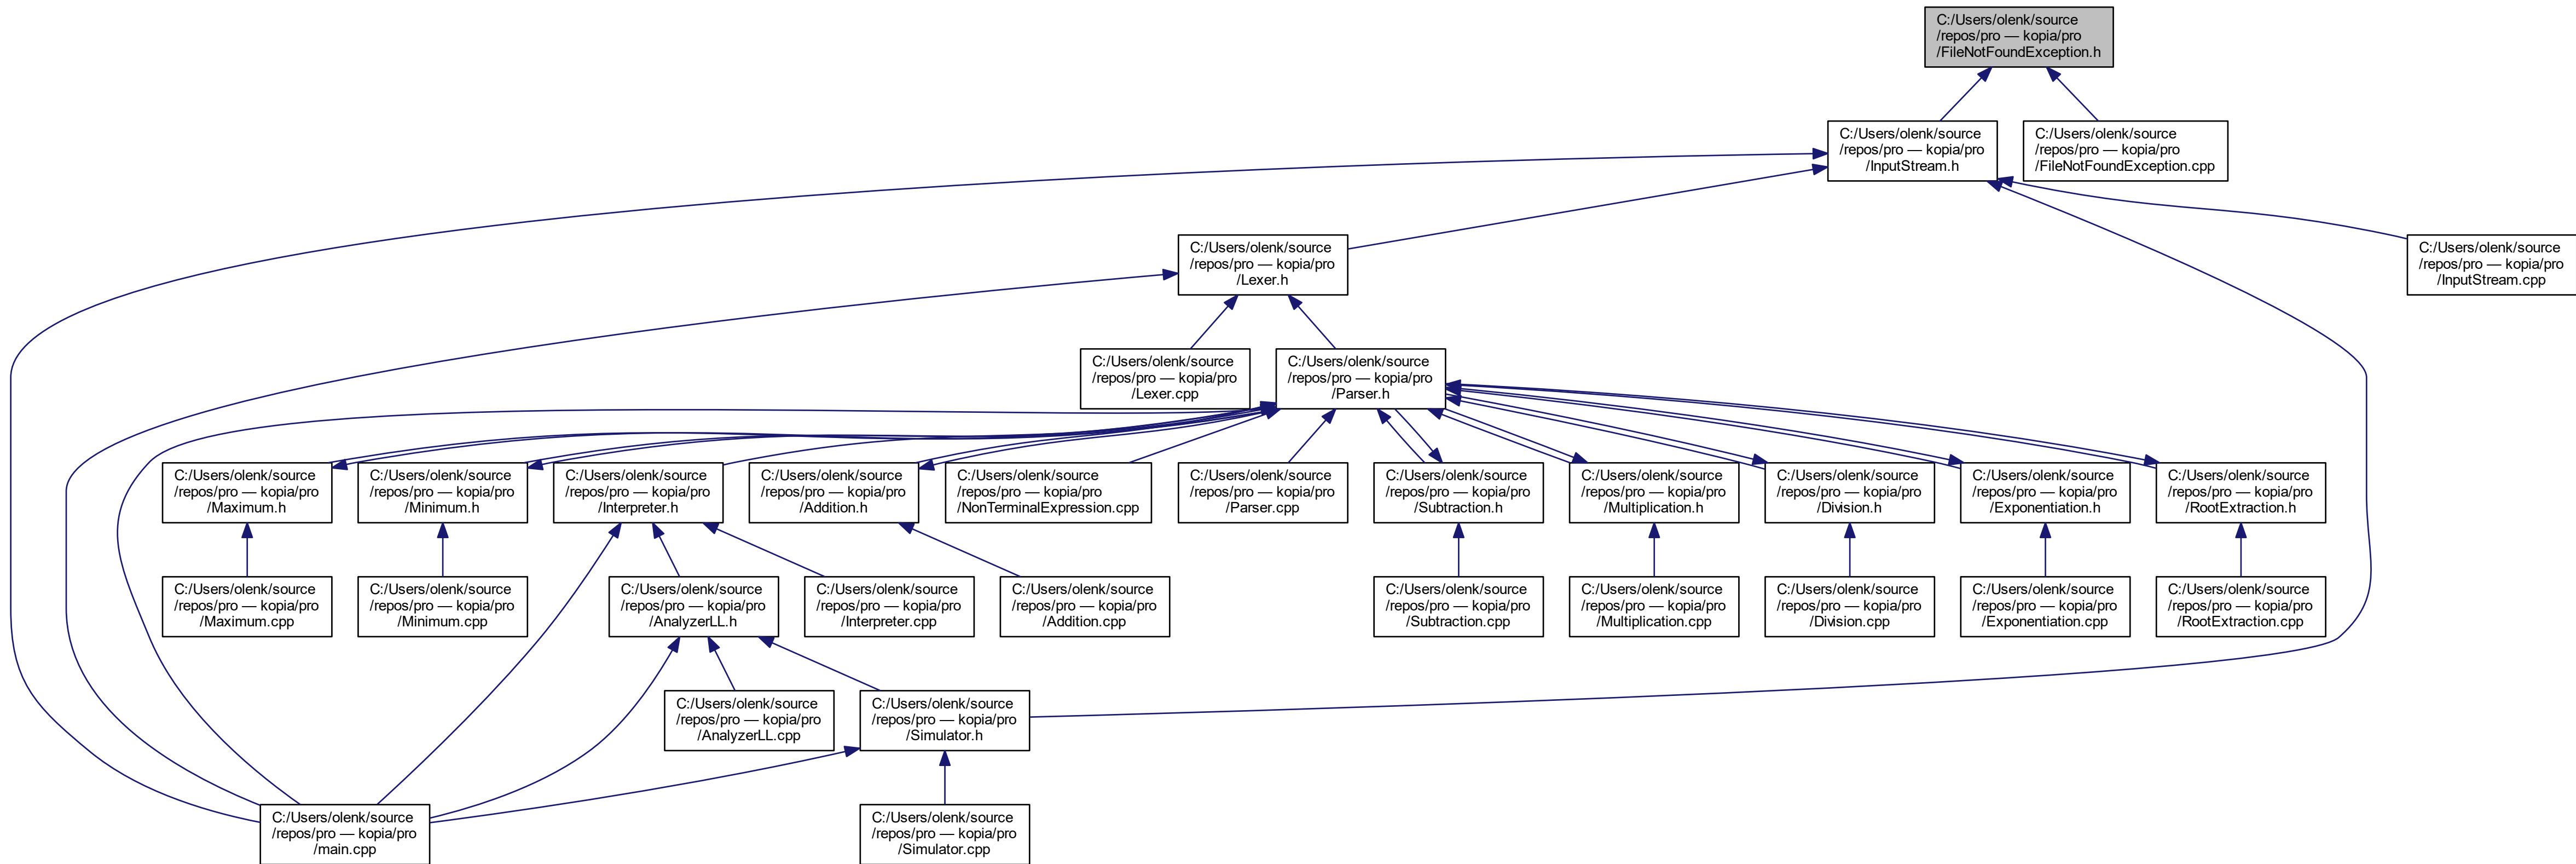 C:/Users/olenk/source
/repos/pro — kopia/pro
/FileNotFoundException.h
C:/Users/olenk/source
/repos/pro — kopia/pro
/InputStream.h
C:/Users/olenk/source
/repos/pro — kopia/pro
/FileNotFoundException.cpp
C:/Users/olenk/source
/repos/pro — kopia/pro
/Lexer.h
C:/Users/olenk/source
/repos/pro — kopia/pro
/InputStream.cpp
C:/Users/olenk/source
/repos/pro — kopia/pro
/Lexer.cpp
C:/Users/olenk/source
/repos/pro — kopia/pro
/Parser.h
C:/Users/olenk/source
/repos/pro — kopia/pro
/Maximum.h
C:/Users/olenk/source
/repos/pro — kopia/pro
/Minimum.h
C:/Users/olenk/source
/repos/pro — kopia/pro
/Interpreter.h
C:/Users/olenk/source
/repos/pro — kopia/pro
/Addition.h
C:/Users/olenk/source
/repos/pro — kopia/pro
/NonTerminalExpression.cpp
C:/Users/olenk/source
/repos/pro — kopia/pro
/Parser.cpp
C:/Users/olenk/source
/repos/pro — kopia/pro
/Subtraction.h
C:/Users/olenk/source
/repos/pro — kopia/pro
/Multiplication.h
C:/Users/olenk/source
/repos/pro — kopia/pro
/Division.h
C:/Users/olenk/source
/repos/pro — kopia/pro
/Exponentiation.h
C:/Users/olenk/source
/repos/pro — kopia/pro
/RootExtraction.h
C:/Users/olenk/source
/repos/pro — kopia/pro
/Maximum.cpp
C:/Users/olenk/source
/repos/pro — kopia/pro
/Minimum.cpp
C:/Users/olenk/source
/repos/pro — kopia/pro
/AnalyzerLL.h
C:/Users/olenk/source
/repos/pro — kopia/pro
/Interpreter.cpp
C:/Users/olenk/source
/repos/pro — kopia/pro
/Addition.cpp
C:/Users/olenk/source
/repos/pro — kopia/pro
/Subtraction.cpp
C:/Users/olenk/source
/repos/pro — kopia/pro
/Multiplication.cpp
C:/Users/olenk/source
/repos/pro — kopia/pro
/Division.cpp
C:/Users/olenk/source
/repos/pro — kopia/pro
/Exponentiation.cpp
C:/Users/olenk/source
/repos/pro — kopia/pro
/RootExtraction.cpp
C:/Users/olenk/source
/repos/pro — kopia/pro
/AnalyzerLL.cpp
C:/Users/olenk/source
/repos/pro — kopia/pro
/Simulator.h
C:/Users/olenk/source
/repos/pro — kopia/pro
/main.cpp
C:/Users/olenk/source
/repos/pro — kopia/pro
/Simulator.cpp